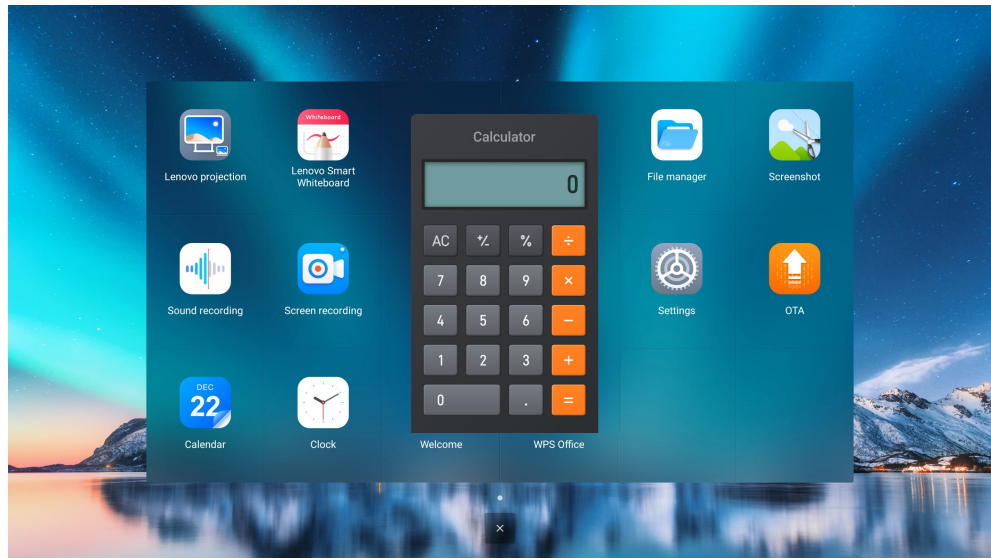 Whiteboard
Lenovo projection
Lenovo Smart
Whiteboard
Calculator
0
File manager
Screenshot
AC +/- % ÷
7 8 9 ×
4 5 6 −
1 2 3 +
0 . =
Sound recording
Screen recording
Settings
OTA
DEC
22
Calendar
Clock
Welcome
WPS Office
×